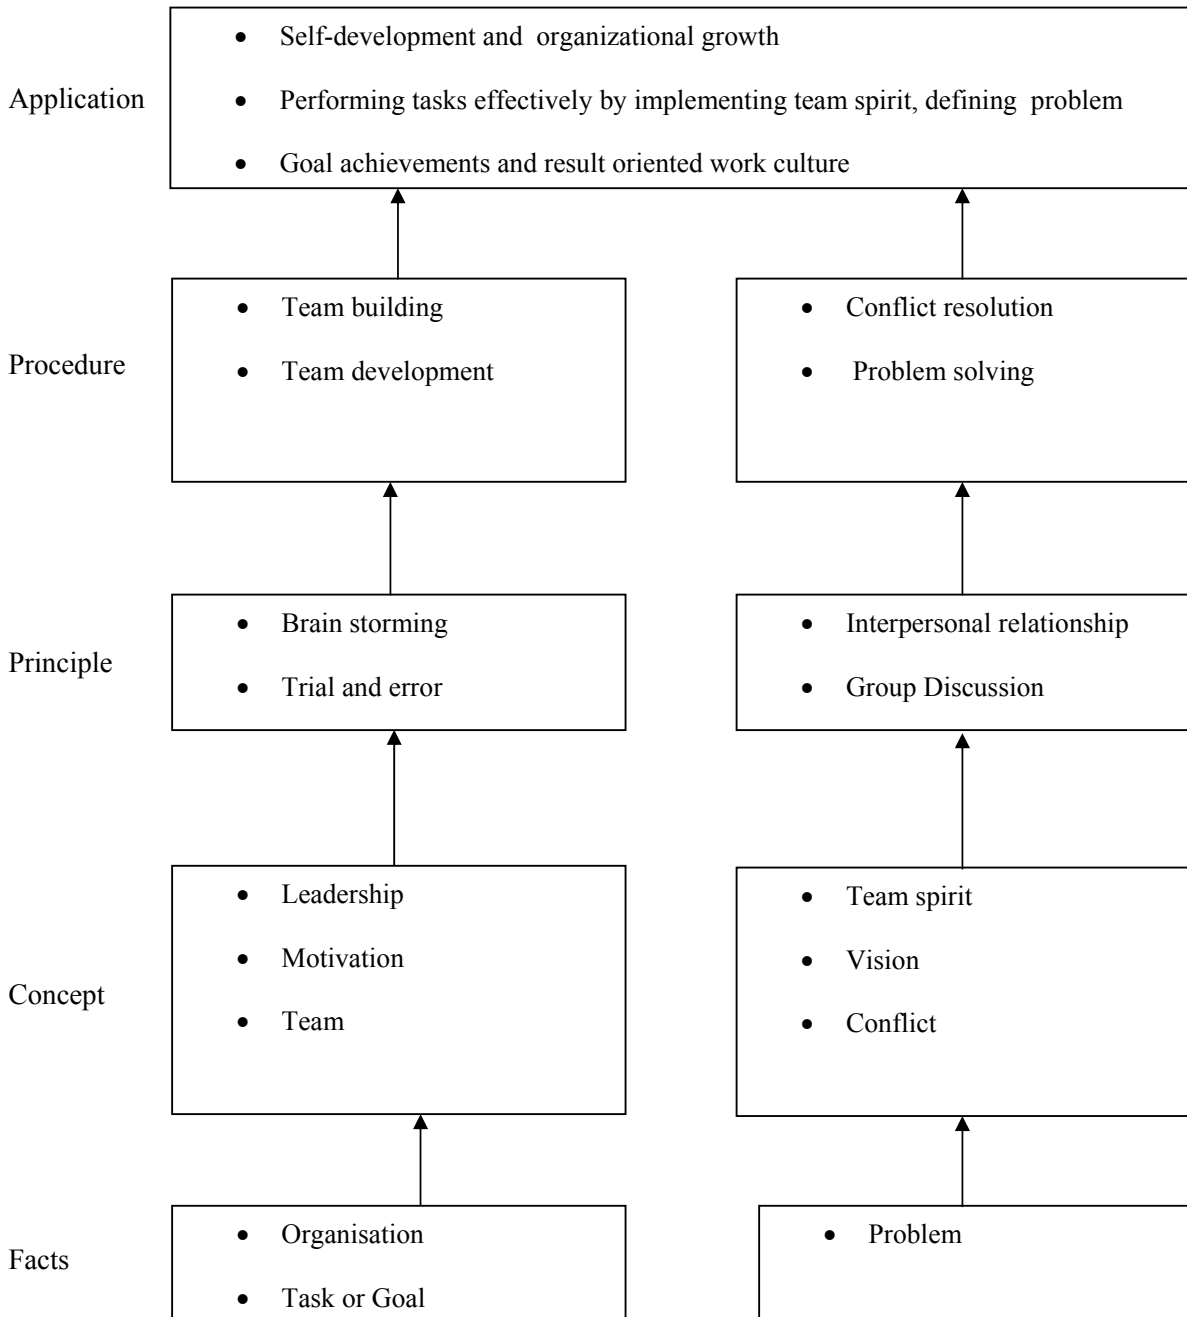 • Self-development and organizational growth
Application
• Performing tasks effectively by implementing team spirit, defining problem
• Goal achievements and result oriented work culture
Procedure
• Team building
• Team development
• Conflict resolution
• Problem solving
Principle
• Brain storming
• Trial and error
• Interpersonal relationship
• Group Discussion
Concept
• Leadership
• Motivation
• Team
• Team spirit
• Vision
• Conflict
Facts
• Organisation
• Task or Goal
• Problem